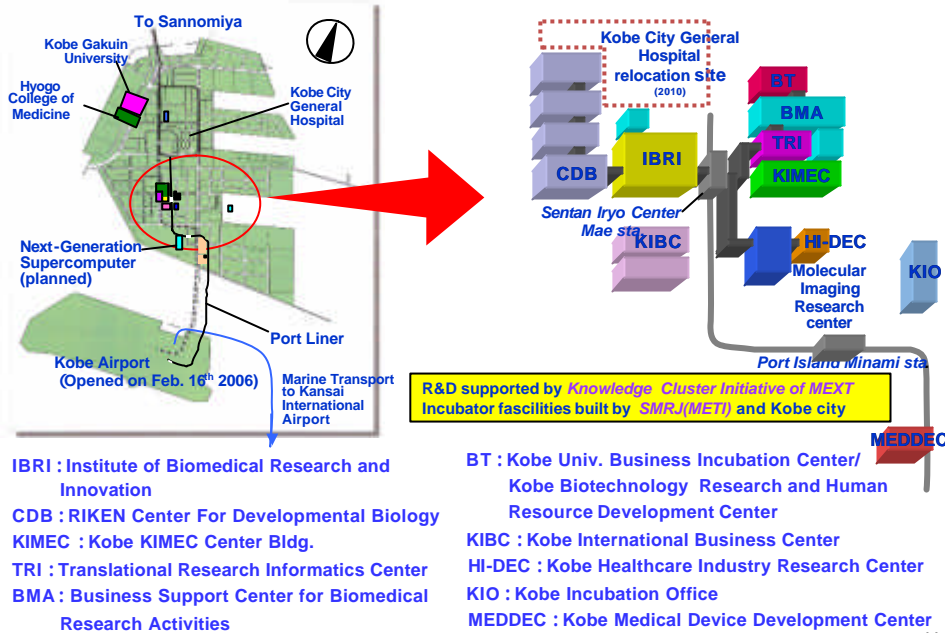 To Sannomiya
Kobe Gakuin
University
Hyogo
College of
Medicine
Kobe City
General
Hospital
Next-Generation
Supercomputer
(planned)
Port Liner
Kobe Airport
(Opened on Feb. 16th 2006)
Marine Transport
to Kansai
International
Airport
Kobe City General
Hospital
relocation site
(2010)
BT
BMA
TRI
KIMEC
IBRI
CDB
Sentan Iryo Center
Mae sta.
KIBC
HI-DEC
Molecular
Imaging
Research
center
KIO
Port Island Minami sta.
MEDDEC
R&D supported by Knowledge Cluster Initiative of MEXT
Incubator fascilities built by SMRJ(METI) and Kobe city
IBRI : Institute of Biomedical Research and
Innovation
CDB : RIKEN Center For Developmental Biology
KIMEC : Kobe KIMEC Center Bldg.
TRI : Translational Research Informatics Center
BMA : Business Support Center for Biomedical
Research Activities
BT : Kobe Univ. Business Incubation Center/
Kobe Biotechnology Research and Human
Resource Development Center
KIBC : Kobe International Business Center
HI-DEC : Kobe Healthcare Industry Research Center
KIO : Kobe Incubation Office
MEDDEC : Kobe Medical Device Development Center